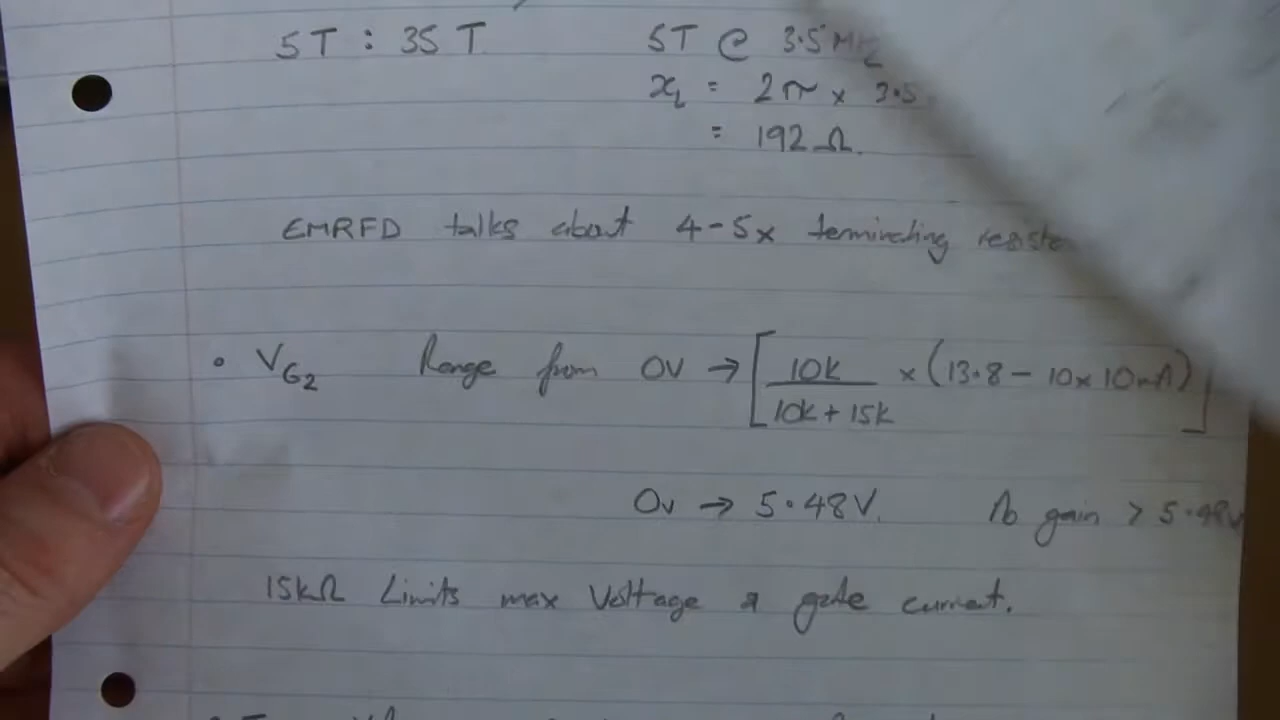 5T : 35T 5T @ 3.5 MHz
XL = 2π x 3.5
= 192 Ω.
EMRFD talks about 4-5x terminating
• VG2 Range from 0V → [10k / 10k + 15k x (13.8 - 10 x 10mA)]
0v → 5.48V. No gain > 5.48V
15kΩ Limits max Voltage & gate current.